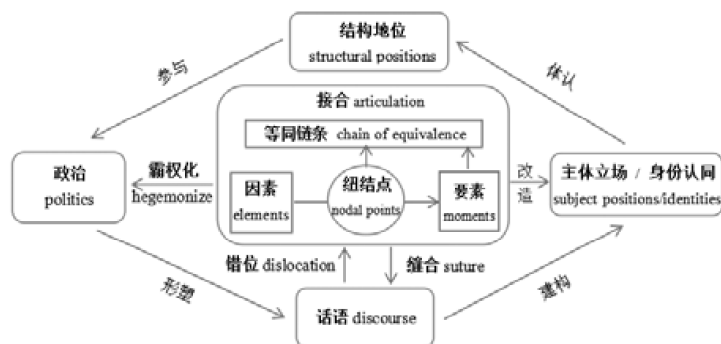 结构地位
structural positions
参与
体认
接合 articulation
等同链条 chain of equivalence
政治
politics
霸权化
hegemonize
因素
elements
纽结点
nodal points
要素
moments
改造
主体立场 / 身份认同
subject positions/identities
错位 dislocation
缝合 suture
形塑
建构
话语 discourse